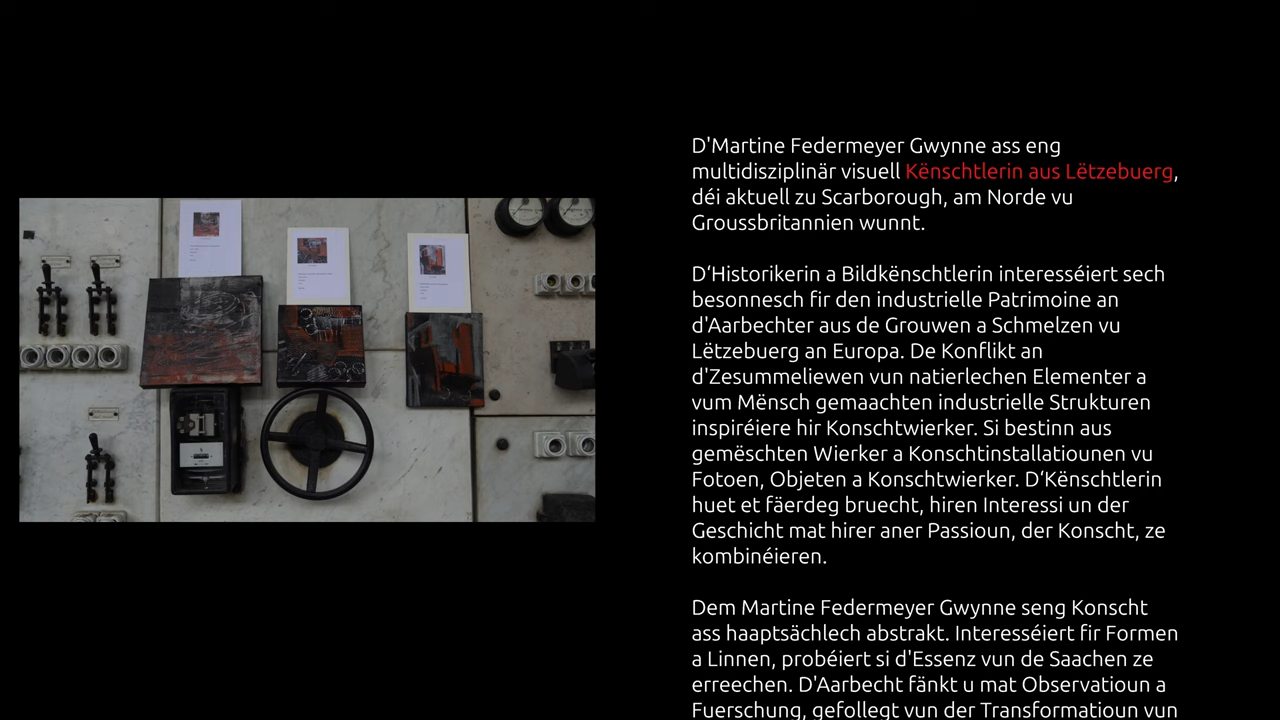 D'Martine Federmeyer Gwynne ass eng
multidisziplinär visuell Kënschtlerin aus Lëtzebuerg,
déi aktuell zu Scarborough, am Norde vu
Groussbritannien wunnt.
D‘Historikerin a Bildkënschtlerin interesséiert sech
besonnesch fir den industrielle Patrimoine an
d'Aarbechter aus de Grouwen a Schmelzen vu
Lëtzebuerg an Europa. De Konflikt an
d'Zesummeliewen vun natierlechen Elementer a
vum Mënsch gemaachten industrielle Strukturen
inspiréiere hir Konschtwierker. Si bestinn aus
gemëschten Wierker a Konschtinstallatiounen vu
Fotoen, Objeten a Konschtwierker. D‘Kënschtlerin
huet et fäerdeg bruecht, hiren Interessi un der
Geschicht mat hirer aner Passioun, der Konscht, ze
kombinéieren.
Dem Martine Federmeyer Gwynne seng Konscht
ass haaptsächlech abstrakt. Interesséiert fir Formen
a Linnen, probéiert si d'Essenz vun de Saachen ze
erreechen. D'Aarbecht fänkt u mat Observatioun a
Fuerschung, gefollegt vun der Transformatioun vun